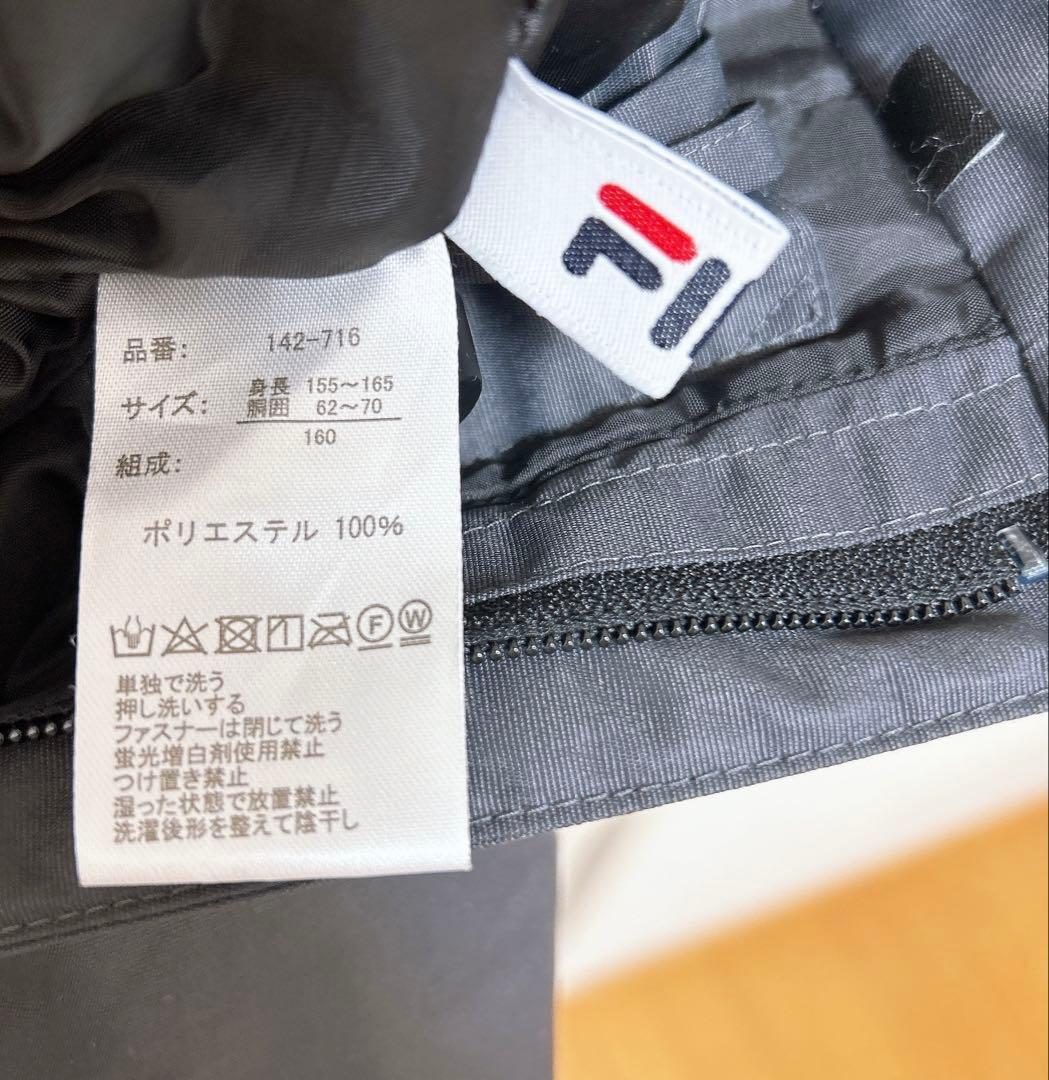 品番: 142-716
サイズ: 身長 155～165
胴囲 62～70
160
組成:
ポリエステル 100%
F W
単独で洗う
押し洗いする
ファスナーは閉じて洗う
蛍光増白剤使用禁止
つけ置き禁止
湿った状態で放置禁止
洗濯後形を整えて陰干し